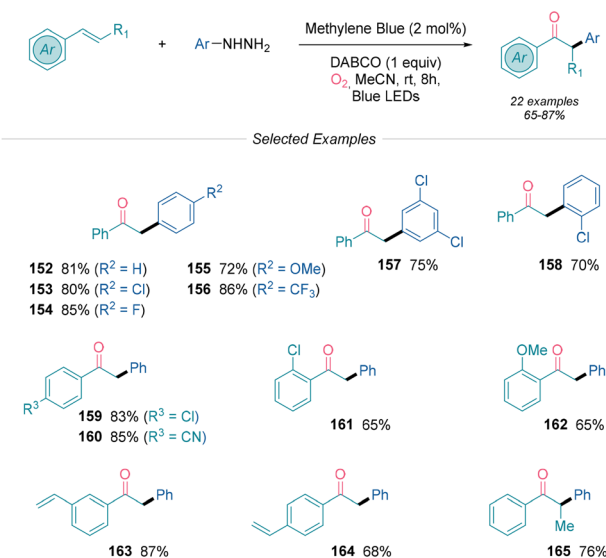 R1
Ar
+
Ar–NHNH2
Methylene Blue (2 mol%)
DABCO (1 equiv)
O2, MeCN, rt, 8h,
Blue LEDs
O
Ar
Ar
R1
22 examples
65-87%
Selected Examples
O
Ph
R2
152 81% (R2 = H)
153 80% (R2 = Cl)
154 85% (R2 = F)
155 72% (R2 = OMe)
156 86% (R2 = CF3)
O
Ph
Cl
Cl
157 75%
O
Ph
Cl
158 70%
O
Ph
R3
159 83% (R3 = Cl)
160 85% (R3 = CN)
Cl
O
Ph
161 65%
OMe
O
Ph
162 65%
O
Ph
163 87%
O
Ph
164 68%
O
Ph
Me
165 76%